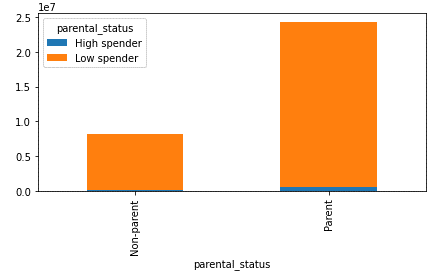 1e7
parental_status
High spender
Low spender
2.5
2.0
1.5
1.0
0.5
0.0
Non-parent
Parent
parental_status